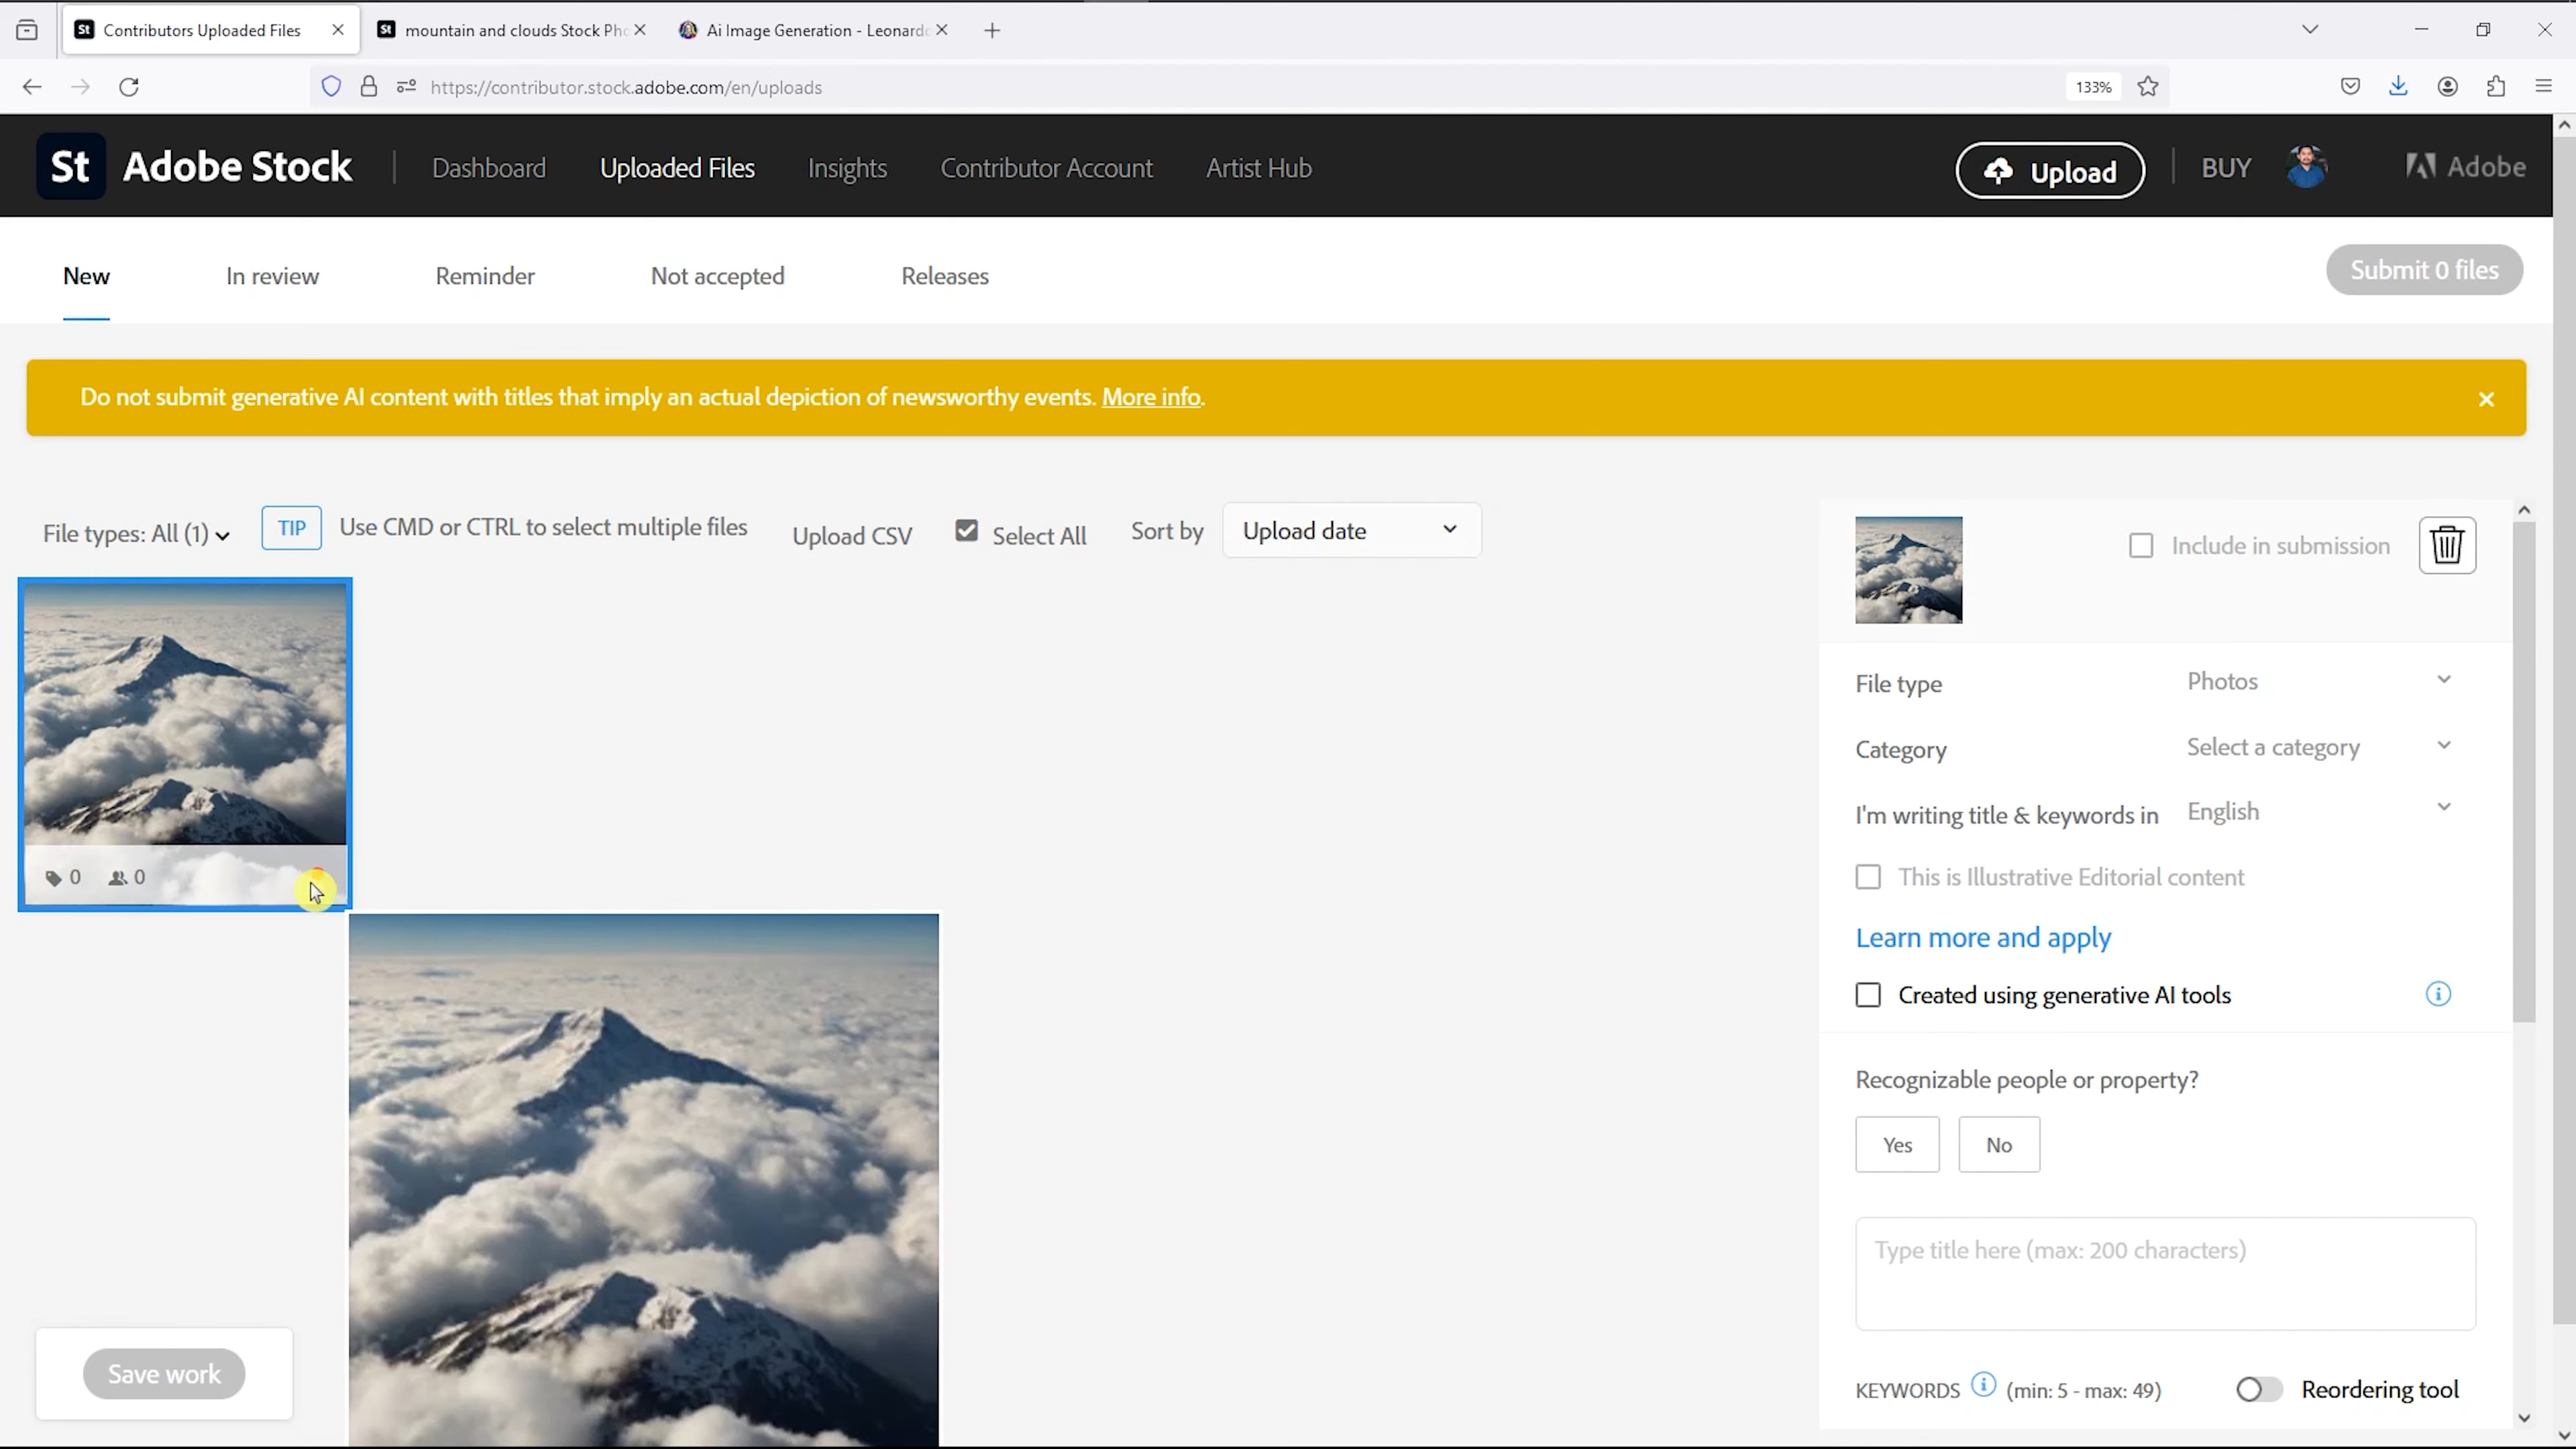 Contributors Uploaded Files
mountain and clouds Stock Pho
Ai Image Generation - Leonardo
https://contributor.stock.adobe.com/en/uploads
133%
St Adobe Stock
Dashboard
Uploaded Files
Insights
Contributor Account
Artist Hub
Upload
BUY
Adobe
New
In review
Reminder
Not accepted
Releases
Submit 0 files
Do not submit generative AI content with titles that imply an actual depiction of newsworthy events. More info.
File types: All (1)
TIP
Use CMD or CTRL to select multiple files
Upload CSV
Select All
Sort by
Upload date
0
0
Save work
Include in submission
File type
Photos
Category
Select a category
I'm writing title & keywords in
English
This is Illustrative Editorial content
Learn more and apply
Created using generative AI tools
Recognizable people or property?
Yes
No
Type title here (max: 200 characters)
KEYWORDS (min: 5 - max: 49)
Reordering tool